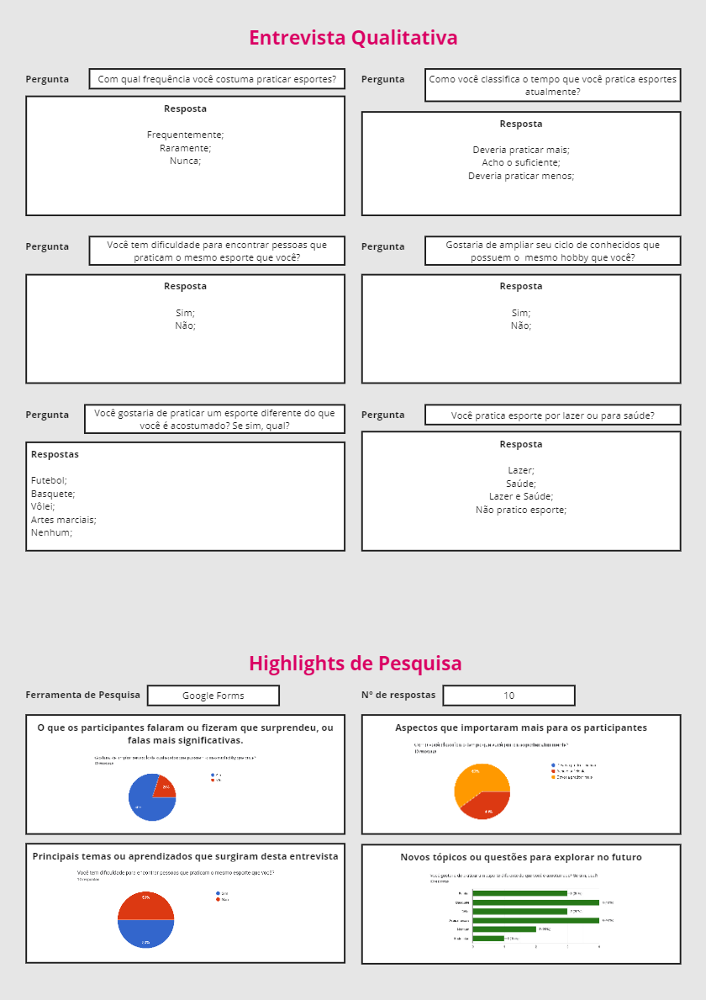 Entrevista Qualitativa
Pergunta
Com qual frequência você costuma praticar esportes?
Resposta
Frequentemente;
Raramente;
Nunca;
Pergunta
Como você classifica o tempo que você pratica esportes
atualmente?
Resposta
Deveria praticar mais;
Acho o suficiente;
Deveria praticar menos;
Pergunta
Você tem dificuldade para encontrar pessoas que
praticam o mesmo esporte que você?
Resposta
Sim;
Não;
Pergunta
Gostaria de ampliar seu ciclo de conhecidos que
possuem o  mesmo hobby que você?
Resposta
Sim;
Não;
Pergunta
Você gostaria de praticar um esporte diferente do que
você é acostumado? Se sim, qual?
Respostas
Futebol;
Basquete;
Vôlei;
Artes marciais;
Nenhum;
Pergunta
Você pratica esporte por lazer ou para saúde?
Resposta
Lazer;
Saúde;
Lazer e Saúde;
Não pratico esporte;
Highlights de Pesquisa
Ferramenta de Pesquisa
Google Forms
N° de respostas
10
O que os participantes falaram ou fizeram que surpreendeu, ou
falas mais significativas.
Aspectos que importaram mais para os participantes
Principais temas ou aprendizados que surgiram desta entrevista
Você tem dificuldade para encontrar pessoas que praticam o mesmo esporte que você?
10 respostas
Sim
Não
50%
50%
Novos tópicos ou questões para explorar no futuro
Basquete